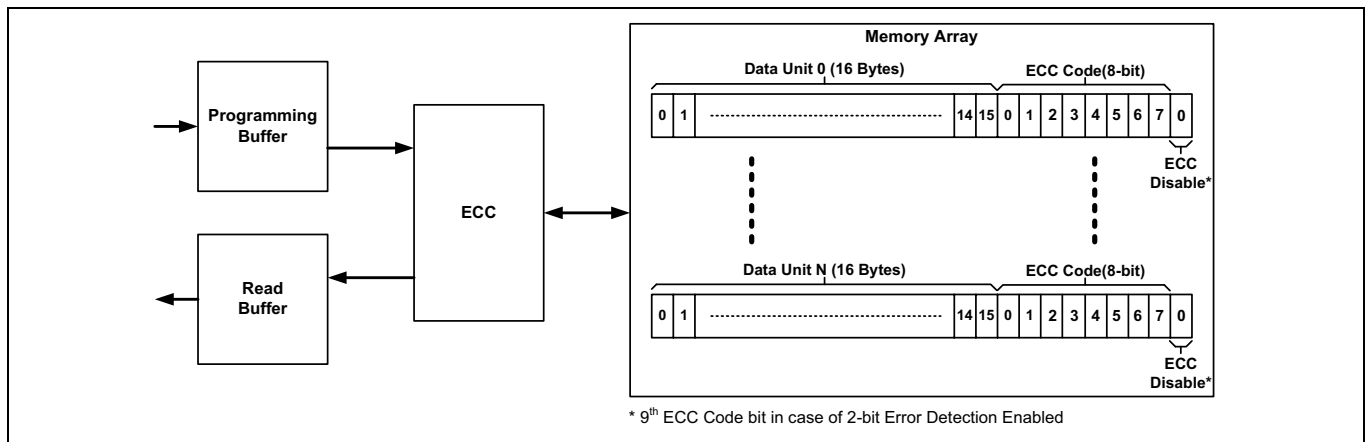 Memory Array
Data Unit 0 (16 Bytes) ECC Code(8-bit)
0 1 14 15 0 1 2 3 4 5 6 7 0
ECC
Disable*
Programming
Buffer
ECC
Read
Buffer
Data Unit N (16 Bytes) ECC Code(8-bit)
0 1 14 15 0 1 2 3 4 5 6 7 0
ECC
Disable*
* 9th ECC Code bit in case of 2-bit Error Detection Enabled